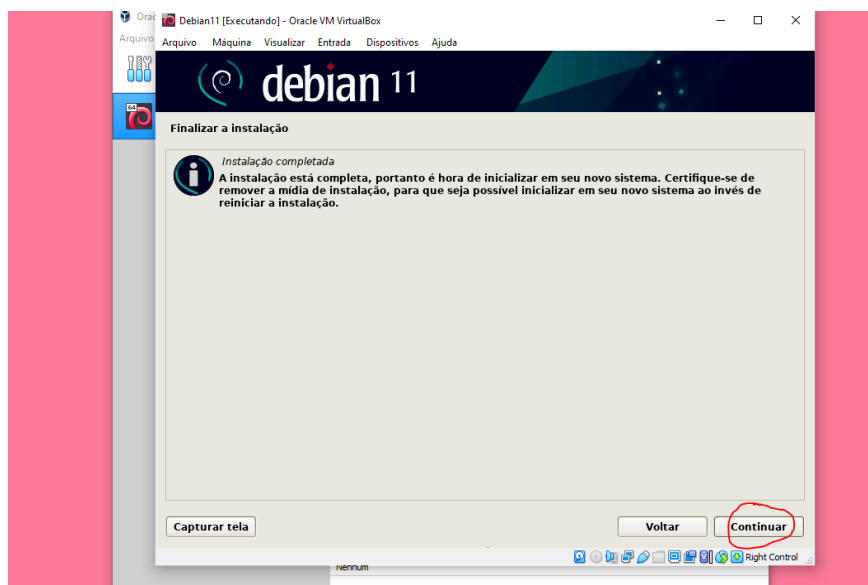 Orac
Debian11 [Executando] - Oracle VM VirtualBox
Arquivo
Arquivo Máquina Visualizar Entrada Dispositivos Ajuda
64
debian 11
Finalizar a instalação
Instalação completada
A instalação está completa, portanto é hora de inicializar em seu novo sistema. Certifique-se de
remover a mídia de instalação, para que seja possível inicializar em seu novo sistema ao invés de
reiniciar a instalação.
Capturar tela
Voltar
Continuar
Right Control
Nenhum